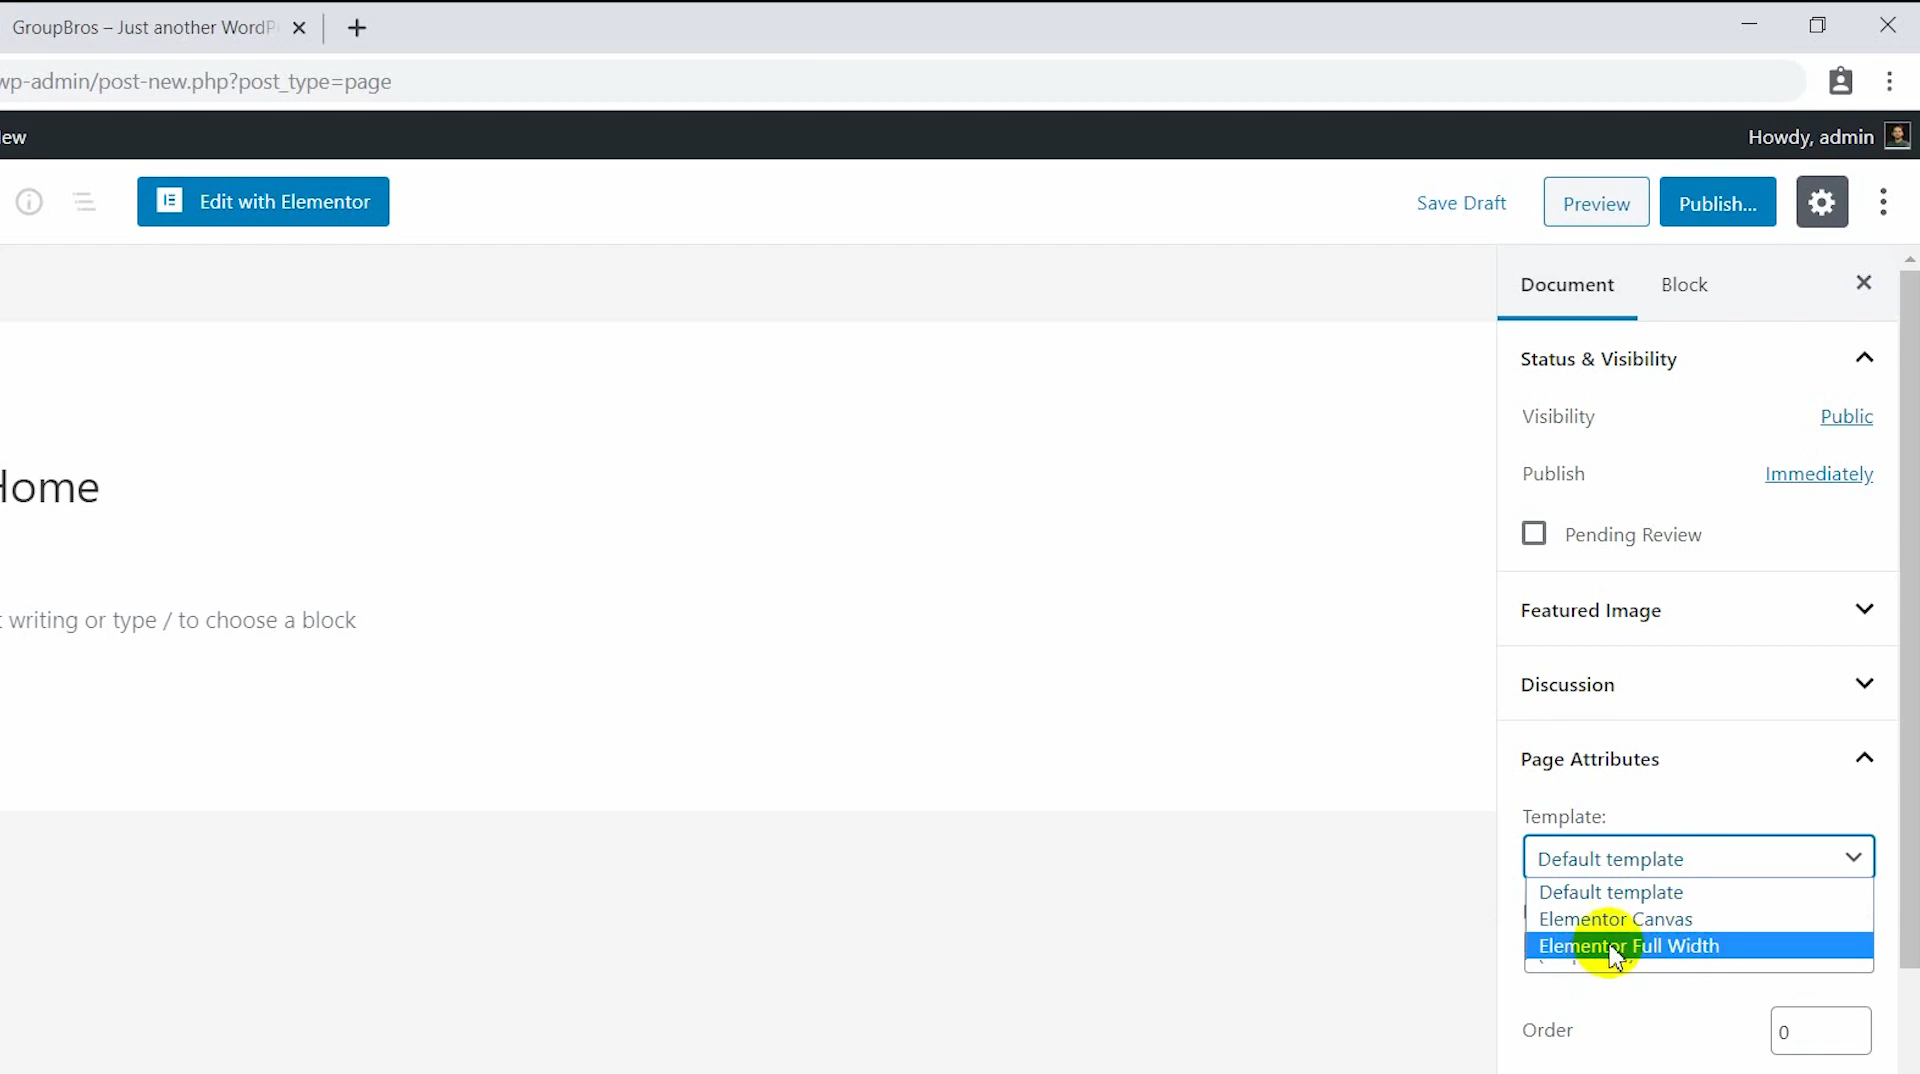 GroupBros – Just another WordP
wp-admin/post-new.php?post_type=page
ew
Howdy, admin
Edit with Elementor
Save Draft
Preview
Publish...
Document
Block
Status & Visibility
Visibility
Public
Home
Publish
Immediately
Pending Review
writing or type / to choose a block
Featured Image
Discussion
Page Attributes
Template:
Default template
Default template
Elementor Canvas
Elementor Full Width
Order
0